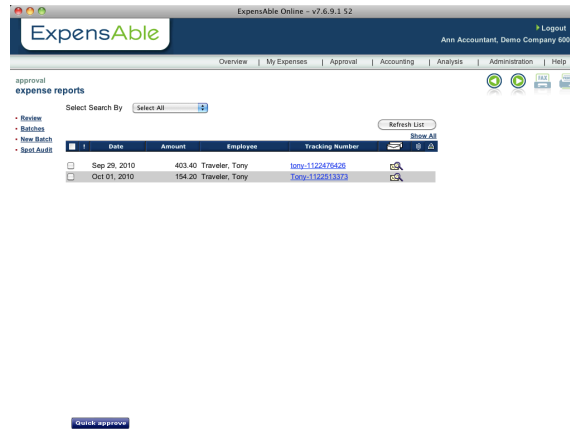 ExpensAble Online - v7.6.9.1 S2
ExpensAble
Logout
Ann Accountant, Demo Company 600
Overview | My Expenses | Approval | Accounting | Analysis | Administration | Help
approval
expense reports
FAQ
Select Search By Select All
Review
Batches
New Batch
Spot Audit
Refresh List
Show All
! Date Amount Employee Tracking Number
Sep 29, 2010 403.40 Traveler, Tony tony-1122476426
Oct 01, 2010 154.20 Traveler, Tony Tony-1122513373
Quick approve